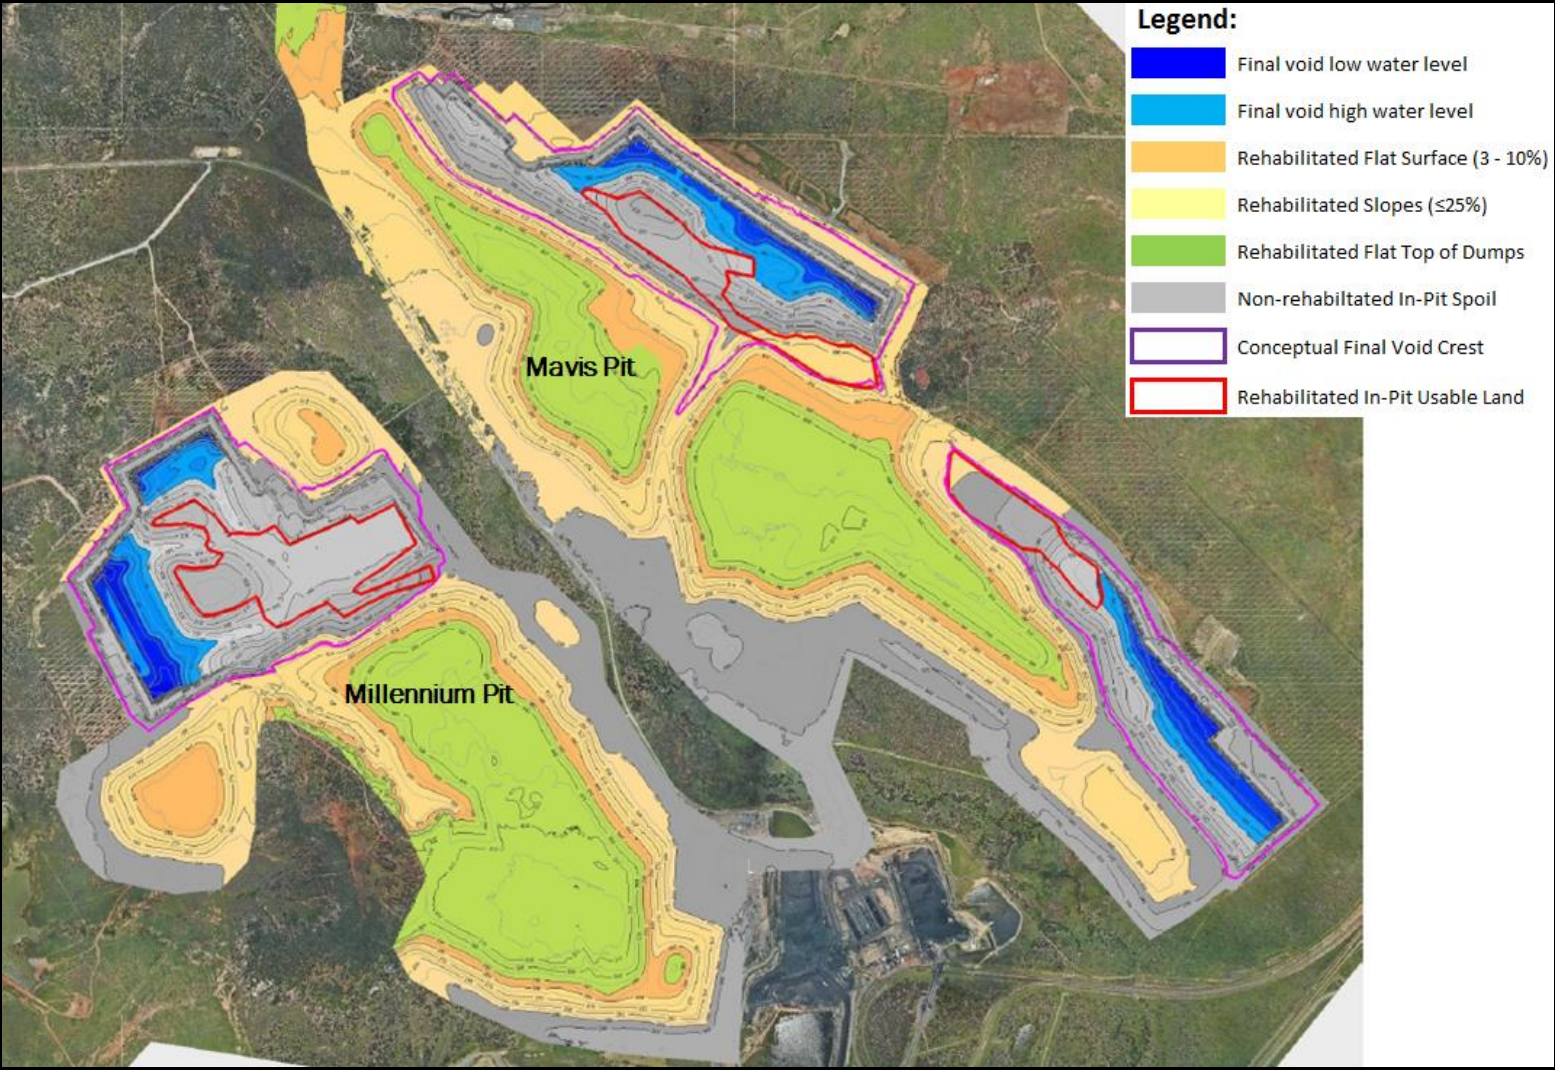 Legend:
Final void low water level
Final void high water level
Rehabilitated Flat Surface (3 - 10%)
Rehabilitated Slopes (≤25%)
Rehabilitated Flat Top of Dumps
Non-rehabiltated In-Pit Spoil
Conceptual Final Void Crest
Rehabilitated In-Pit Usable Land
Mavis Pit
Millennium Pit